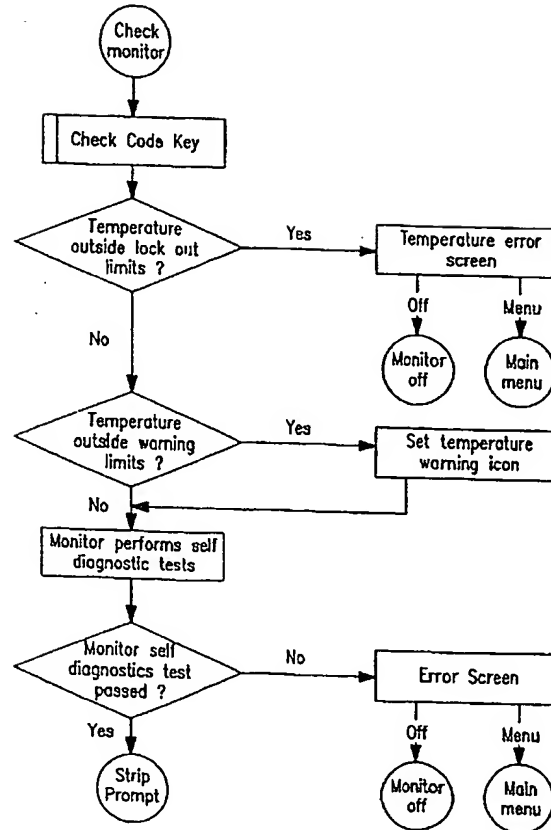 Check
monitor
Check Code Key
Temperature
outside lock out
limits ?
Yes
Temperature error
screen
No
Off
Menu
Monitor
off
Main
menu
Temperature
outside warning
limits ?
Yes
Set temperature
warning icon
No
Monitor performs self
diagnostic tests
Monitor self
diagnostics test
passed ?
No
Error Screen
Yes
Off
Menu
Strip
Prompt
Monitor
off
Main
menu